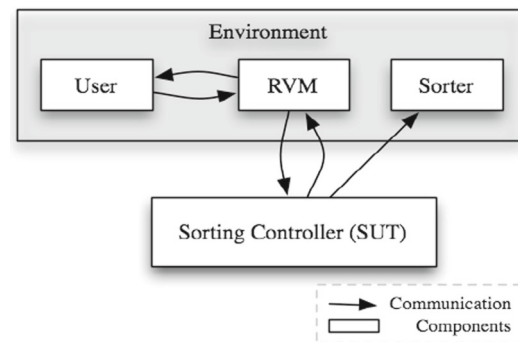 Environment
User
RVM
Sorter
Sorting Controller (SUT)
Communication
Components